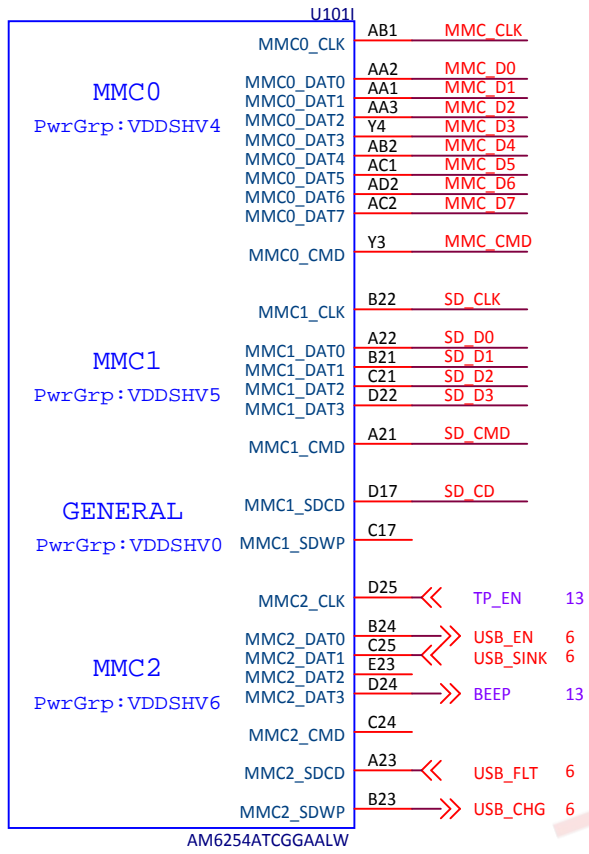 U101I
MMC0_CLK AB1 MMC_CLK
MMC0_DAT0 AA2 MMC_D0
MMC0 MMC0_DAT1 AA1 MMC_D1
MMC0_DAT2 AA3 MMC_D2
PwrGrp:VDDSHV4 MMC0_DAT3 Y4 MMC_D3
MMC0_DAT4 AB2 MMC_D4
MMC0_DAT5 AC1 MMC_D5
MMC0_DAT6 AD2 MMC_D6
MMC0_DAT7 AC2 MMC_D7
MMC0_CMD Y3 MMC_CMD
MMC1_CLK B22 SD_CLK
MMC1_DAT0 A22 SD_D0
MMC1 MMC1_DAT1 B21 SD_D1
MMC1_DAT2 C21 SD_D2
PwrGrp:VDDSHV5 MMC1_DAT3 D22 SD_D3
MMC1_CMD A21 SD_CMD
GENERAL MMC1_SDCD D17 SD_CD
PwrGrp:VDDSHV0 MMC1_SDWP C17
MMC2_CLK D25 TP_EN 13
MMC2_DAT0 B24 USB_EN 6
MMC2 MMC2_DAT1 C25 USB_SINK 6
MMC2_DAT2 E23
PwrGrp:VDDSHV6 MMC2_DAT3 D24 BEEP 13
MMC2_CMD C24
MMC2_SDCD A23 USB_FLT 6
MMC2_SDWP B23 USB_CHG 6
AM6254ATCGGAALW